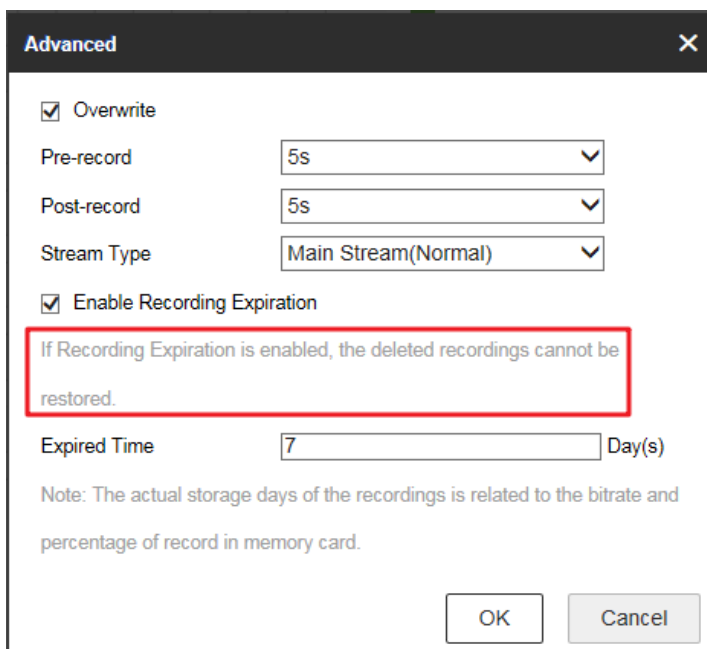 Advanced
Overwrite
Pre-record 5s
Post-record 5s
Stream Type Main Stream(Normal)
Enable Recording Expiration
If Recording Expiration is enabled, the deleted recordings cannot be
restored.
Expired Time 7 Day(s)
Note: The actual storage days of the recordings is related to the bitrate and
percentage of record in memory card.
OK Cancel